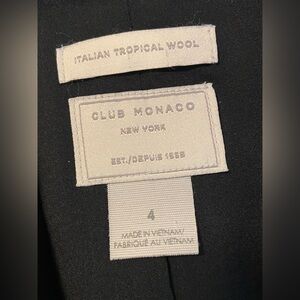 ITALIAN TROPICAL WOOL
CLUB MONACO
NEW YORK
EST./DEPUIS 1985
4
MADE IN VIETNAM/
FABRIQUÉ AU VIETNAM